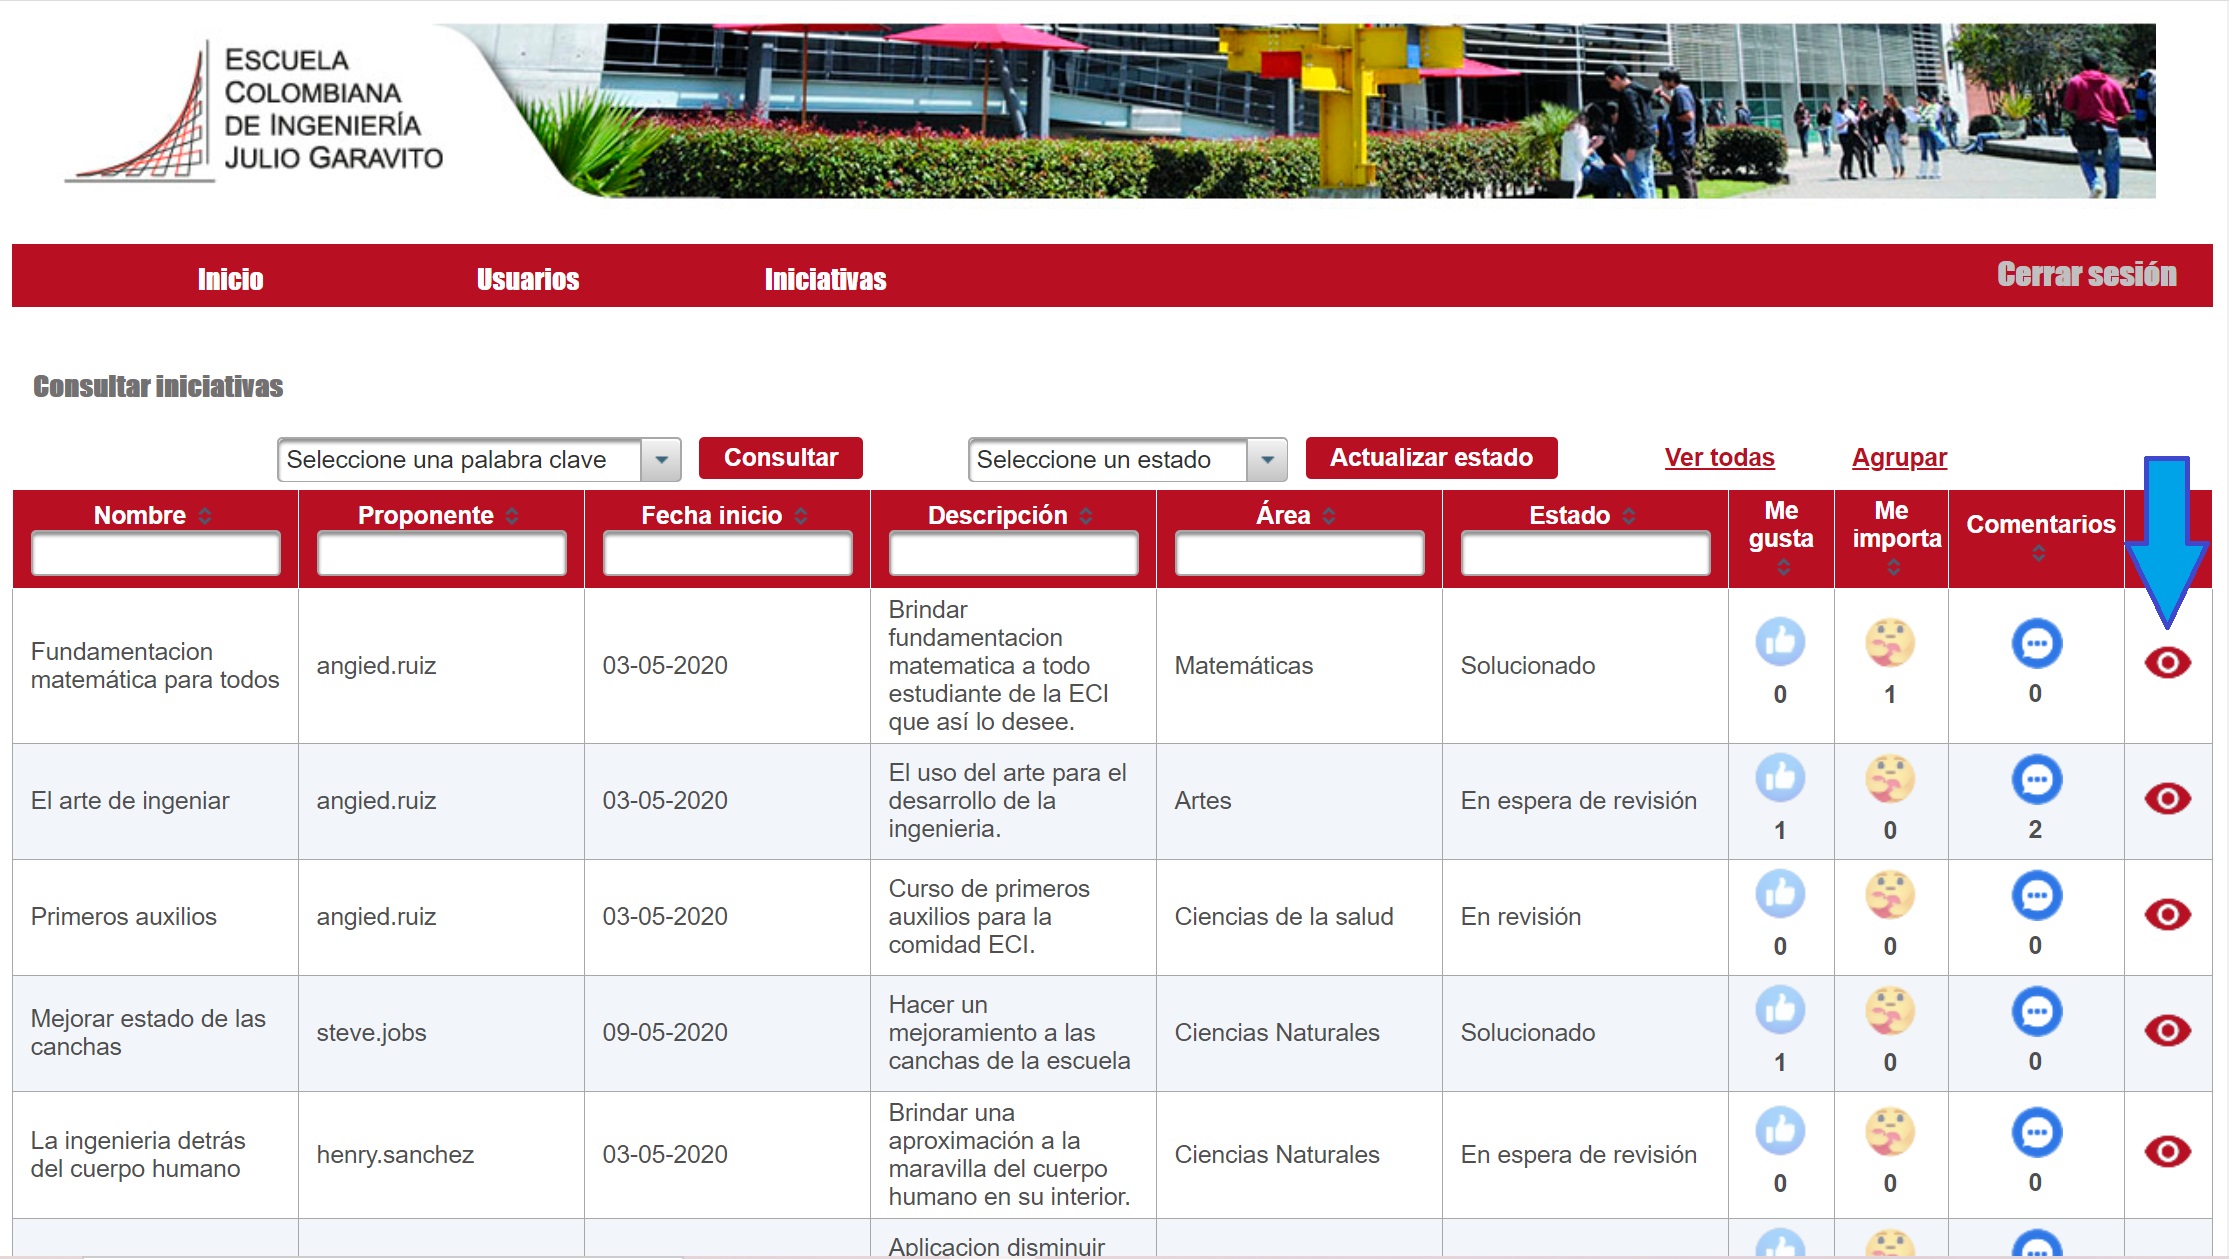 ESCUELA
COLOMBIANA
DE INGENIERÍA
JULIO GARAVITO
Inicio Usuarios Iniciativas Cerrar sesión
Consultar iniciativas
Seleccione una palabra clave Consultar Seleccione un estado Actualizar estado Ver todas Agrupar
Nombre Proponente Fecha inicio Descripción Área Estado Me gusta Me importa Comentarios
Fundamentacion
matemática para todos
angied.ruiz
03-05-2020
Brindar
fundamentacion
matematica a todo
estudiante de la ECI
que así lo desee.
Matemáticas
Solucionado
0 1 0
El arte de ingeniar
angied.ruiz
03-05-2020
El uso del arte para el
desarrollo de la
ingenieria.
Artes
En espera de revisión
1 0 2
Primeros auxilios
angied.ruiz
03-05-2020
Curso de primeros
auxilios para la
comidad ECI.
Ciencias de la salud
En revisión
0 0 0
Mejorar estado de las
canchas
steve.jobs
09-05-2020
Hacer un
mejoramiento a las
canchas de la escuela
Ciencias Naturales
Solucionado
1 0 0
La ingenieria detrás
del cuerpo humano
henry.sanchez
03-05-2020
Brindar una
aproximación a la
maravilla del cuerpo
humano en su interior.
Ciencias Naturales
En espera de revisión
0 0 0
Aplicacion disminuir